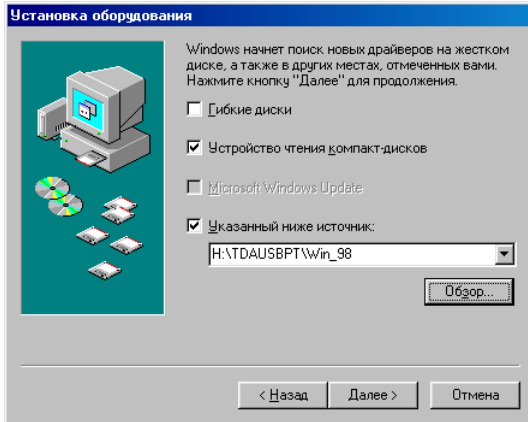 Установка оборудования
Windows начнет поиск новых драйверов на жестком
диске, а также в других местах, отмеченных вами.
Нажмите кнопку "Далее" для продолжения.
Гибкие диски
Устройство чтения компакт-дисков
Microsoft Windows Update
Указанный ниже источник:
H:\TDAUSBPT\Win_98
Обзор...
< Назад
Далее >
Отмена